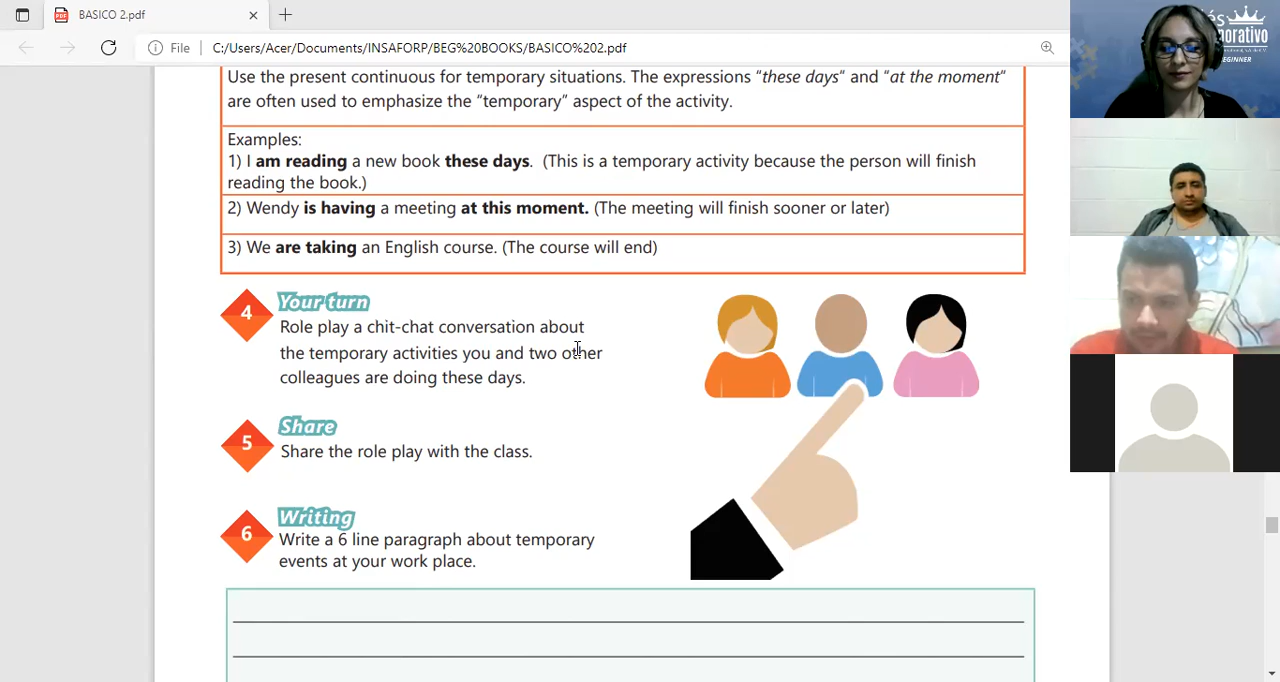 BASICO 2.pdf
File C:/Users/Acer/Documents/INSAFORP/BEG%20BOOKS/BASICO%202.pdf
Use the present continuous for temporary situations. The expressions "these days" and "at the moment"
are often used to emphasize the "temporary" aspect of the activity.
Examples:
1) I am reading a new book these days. (This is a temporary activity because the person will finish
reading the book.)
2) Wendy is having a meeting at this moment. (The meeting will finish sooner or later)
3) We are taking an English course. (The course will end)
4 Your turn
Role play a chit-chat conversation about
the temporary activities you and two other
colleagues are doing these days.
5 Share
Share the role play with the class.
6 Writing
Write a 6 line paragraph about temporary
events at your work place.